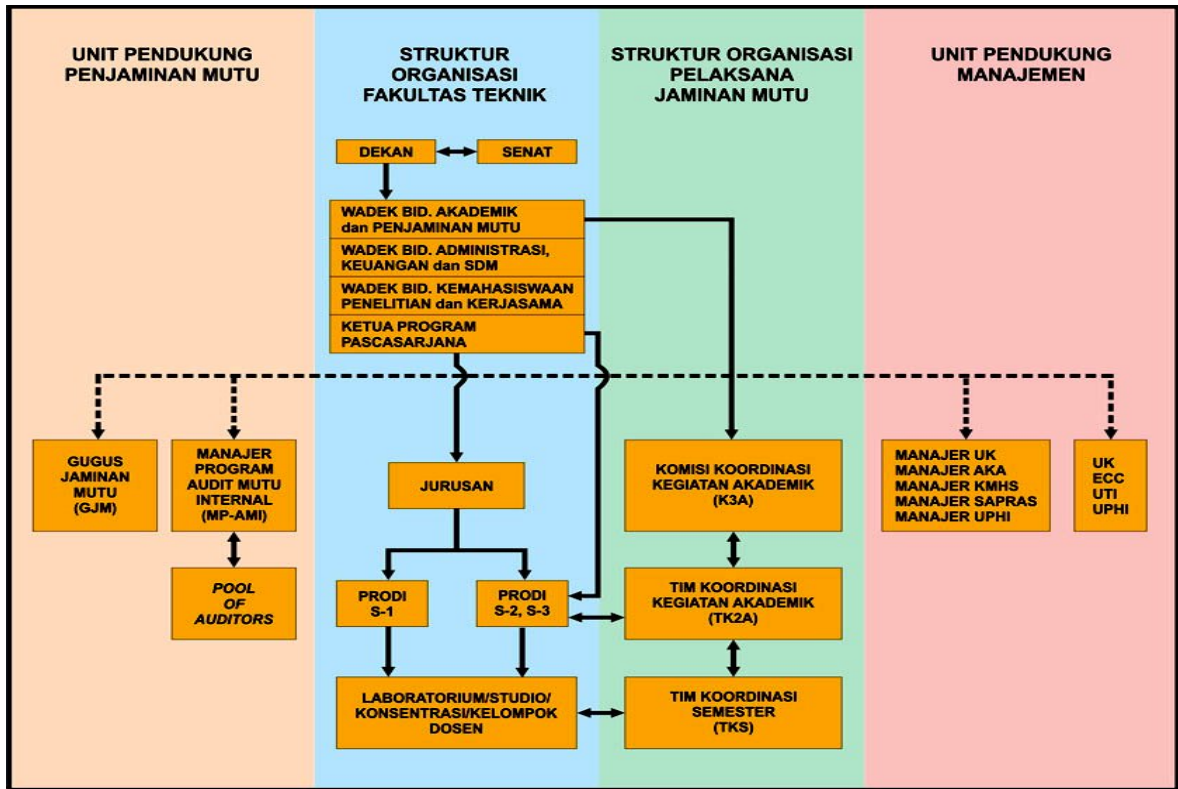 UNIT PENDUKUNG
PENJAMINAN MUTU
STRUKTUR
ORGANISASI
FAKULTAS TEKNIK
STRUKTUR ORGANISASI
PELAKSANA
JAMINAN MUTU
UNIT PENDUKUNG
MANAJEMEN
DEKAN
SENAT
WADEK BID. AKADEMIK
dan PENJAMINAN MUTU
WADEK BID. ADMINISTRASI,
KEUANGAN dan SDM
WADEK BID. KEMAHASISWAAN
PENELITIAN dan KERJASAMA
KETUA PROGRAM
PASCASARJANA
GUGUS
JAMINAN
MUTU
(GJM)
MANAJER
PROGRAM
AUDIT MUTU
INTERNAL
(MP-AMI)
JURUSAN
KOMISI KOORDINASI
KEGIATAN AKADEMIK
(K3A)
MANAJER UK
MANAJER AKA
MANAJER KMHS
MANAJER SAPRAS
MANAJER UPHI
UK
ECC
UTI
UPHI
POOL
OF
AUDITORS
PRODI
S-1
PRODI
S-2, S-3
TIM KOORDINASI
KEGIATAN AKADEMIK
(TK2A)
LABORATORIUM/STUDIO/
KONSENTRASI/KELOMPOK
DOSEN
TIM KOORDINASI
SEMESTER
(TKS)